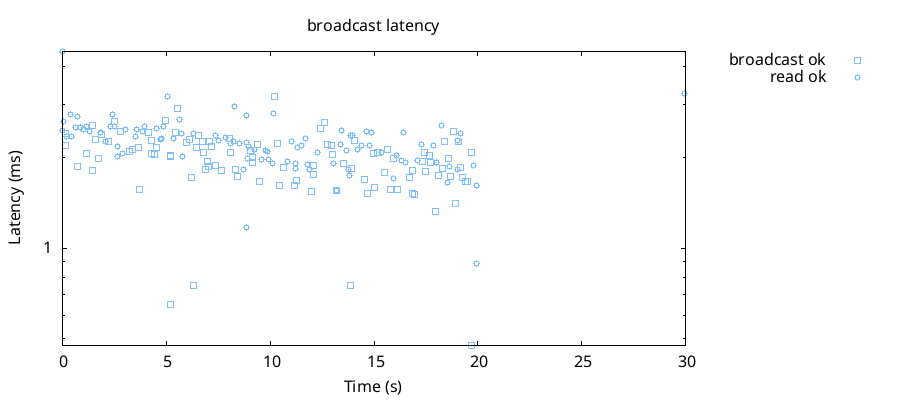 broadcast latency
broadcast ok
read ok
Latency (ms)
1
0 5 10 15 20 25 30
Time (s)